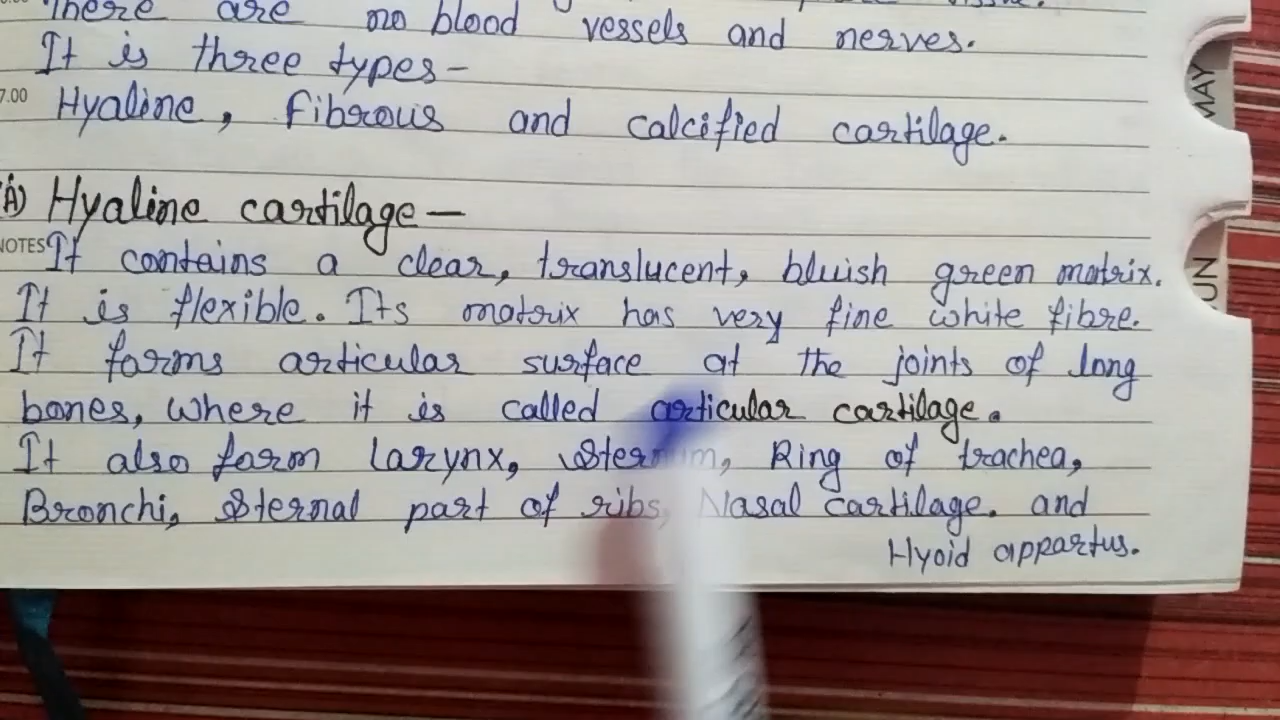 There are no blood vessels and nerves.
It is three types-
7.00 Hyaline, Fibrous and calcified cartilage.
MAY
(A) Hyaline cartilage-
NOTES It contains a clear, translucent, bluish green matrix.
It is flexible. Its matrix has very fine white fibre.
JUN
It forms articular surface at the joints of long
bones, where it is called articular cartilage.
It also form larynx, Sternum, Ring of trachea,
Bronchi, Sternal part of ribs, Nasal cartilage. and
Hyoid appartus.